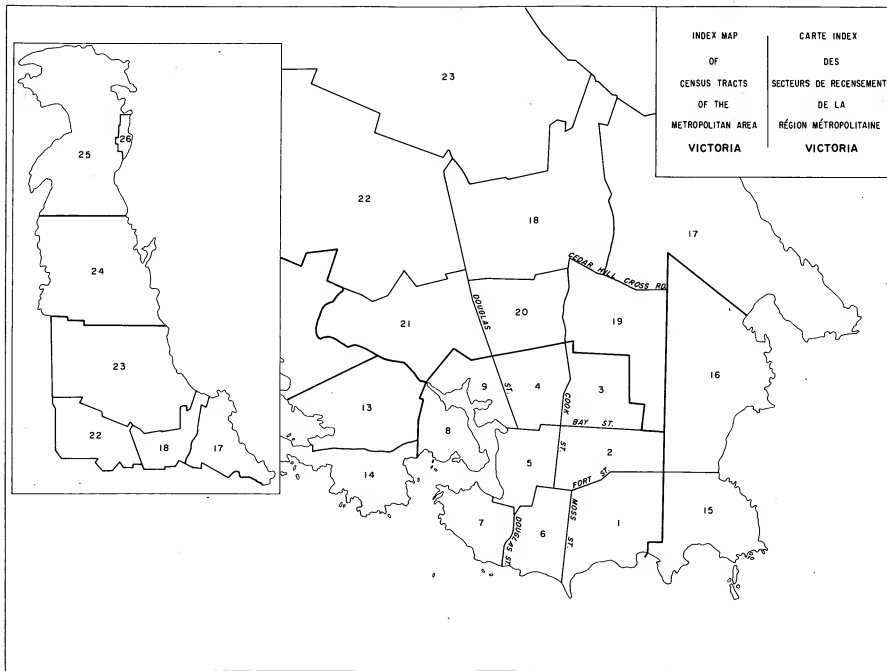 INDEX MAP
OF
CENSUS TRACTS
OF THE
METROPOLITAN AREA
VICTORIA
CARTE INDEX
DES
SECTEURS DE RECENSEMENT
DE LA
RÉGION MÉTROPOLITAINE
VICTORIA
23
26
25
22
18
17
24
CEDAR HILL CROSS RD.
DOUGLAS
ST.
21
20
19
23
16
9
4
3
13
COOK
ST.
BAY ST.
8
22
18
17
5
2
14
FORT ST.
7
DOUGLAS ST.
6
MOSS ST.
1
15